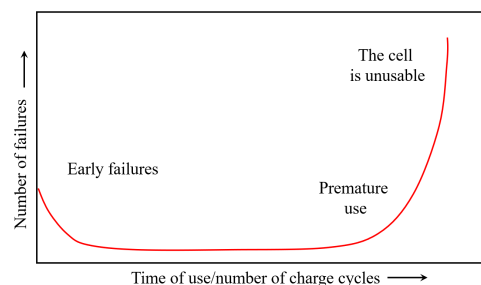 The cell
is unusable
Number of failures
Early failures
Premature
use
Time of use/number of charge cycles